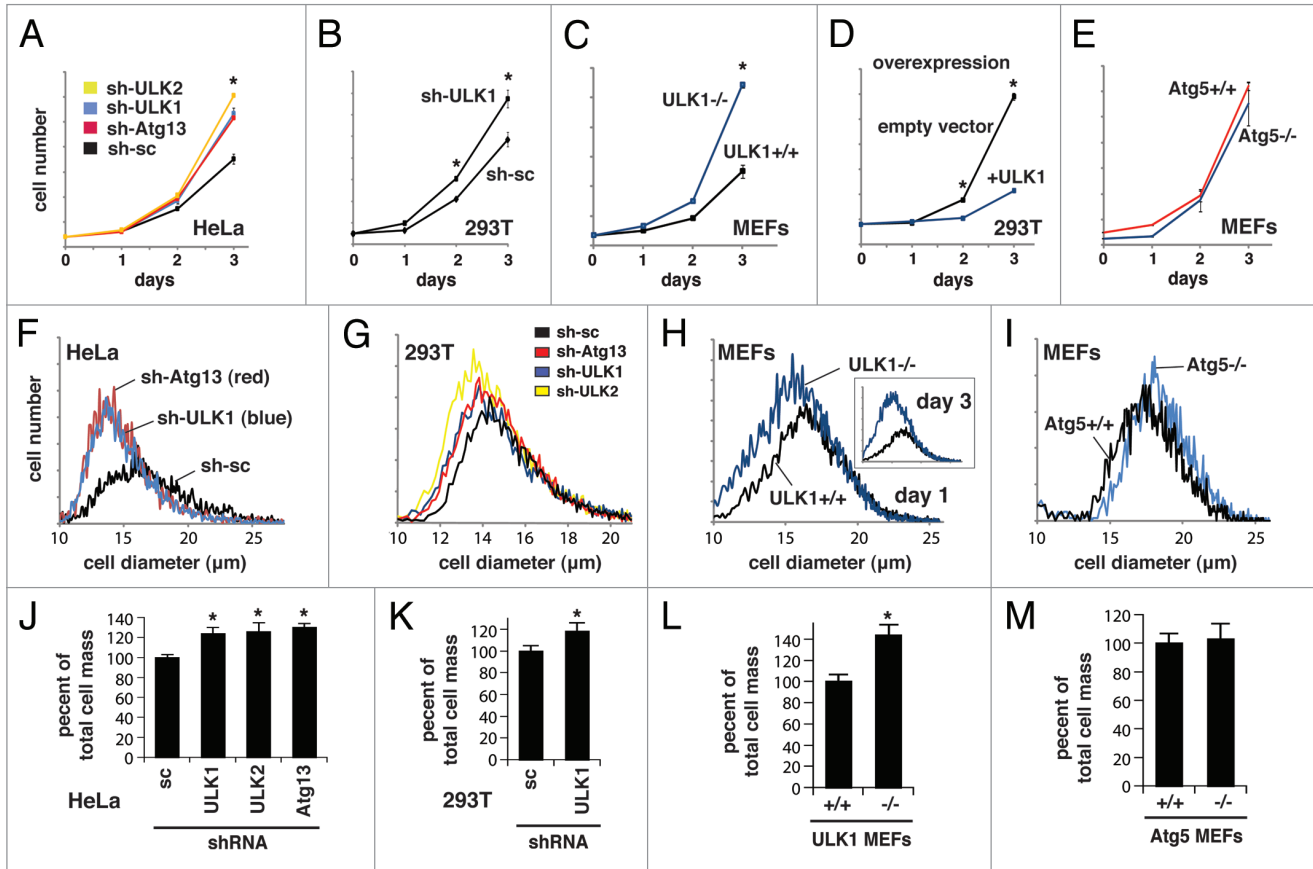 A
sh-ULK2
sh-ULK1
sh-Atg13
sh-sc
*
cell number
HeLa
0 1 2 3
days
B
sh-ULK1
*
*
sh-sc
293T
0 1 2 3
days
C
*
ULK1-/-
ULK1+/+
MEFs
0 1 2 3
days
D
overexpression
*
empty vector
*
+ULK1
293T
0 1 2 3
days
E
Atg5+/+
Atg5-/-
MEFs
0 1 2 3
days
F
HeLa
sh-Atg13 (red)
sh-ULK1 (blue)
sh-sc
cell number
10 15 20 25
cell diameter (µm)
G
293T
sh-sc
sh-Atg13
sh-ULK1
sh-ULK2
10 12 14 16 18 20
cell diameter (µm)
H
MEFs
ULK1-/-
day 3
ULK1+/+
day 1
10 15 20 25
cell diameter (µm)
I
MEFs
Atg5-/-
Atg5+/+
10 15 20 25
cell diameter (µm)
J
pecent of
total cell mass
140
120
100
80
60
40
20
0
* * *
sc ULK1 ULK2 Atg13
HeLa
shRNA
K
pecent of
total cell mass
120
100
80
60
40
20
0
*
sc ULK1
293T
shRNA
L
pecent of
total cell mass
140
120
100
80
60
40
20
0
*
+/+ -/-
ULK1 MEFs
M
pecent of
total cell mass
120
100
80
60
40
20
0
+/+ -/-
Atg5 MEFs